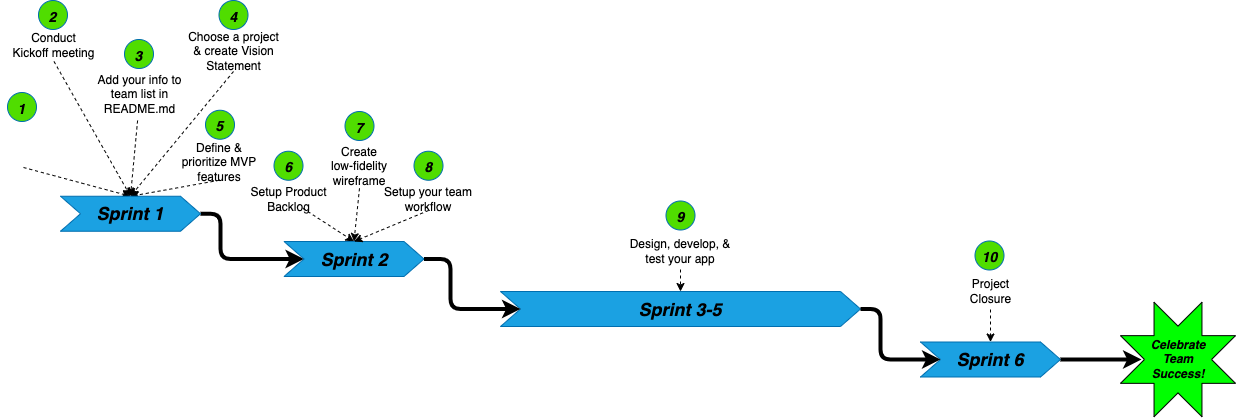 1
2
Conduct
Kickoff meeting
3
Add your info to
team list in
README.md
4
Choose a project
& create Vision
Statement
5
Define &
prioritize MVP
features
Sprint 1
6
Setup Product
Backlog
7
Create
low-fidelity
wireframe
8
Setup your team
workflow
Sprint 2
9
Design, develop, &
test your app
Sprint 3-5
10
Project
Closure
Sprint 6
Celebrate
Team
Success!